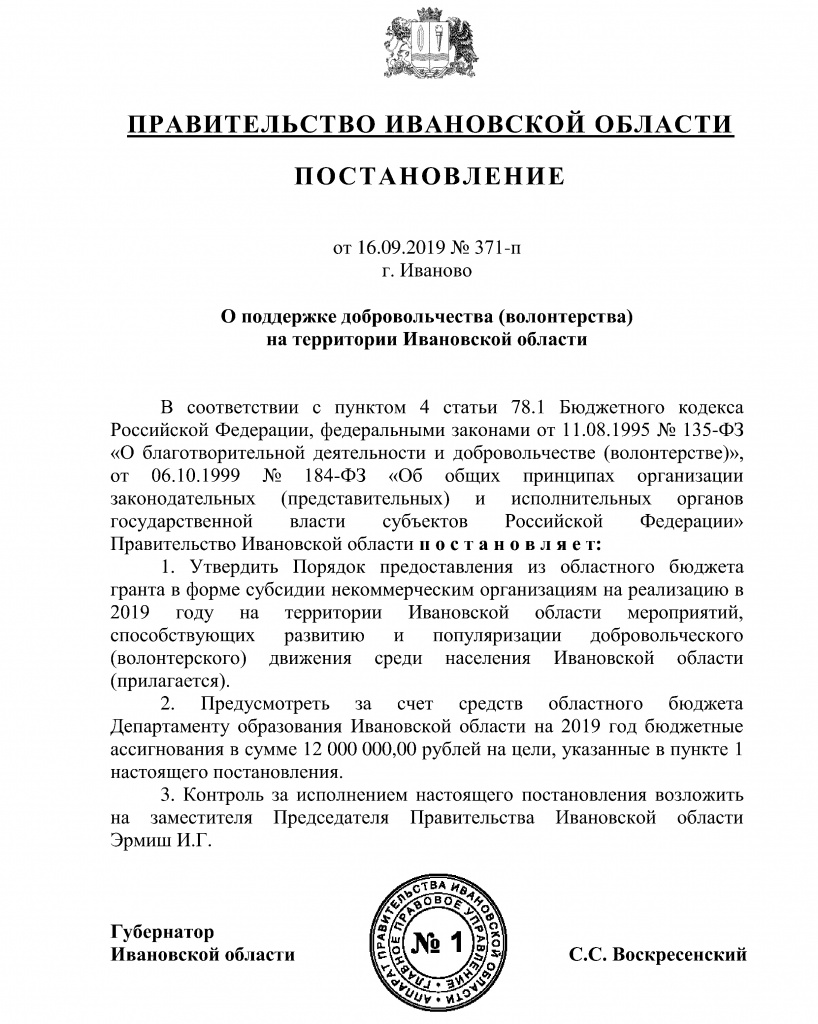 ПРАВИТЕЛЬСТВО ИВАНОВСКОЙ ОБЛАСТИ
ПОСТАНОВЛЕНИЕ
от 16.09.2019 № 371-п
г. Иваново
О поддержке добровольчества (волонтерства)
на территории Ивановской области
В соответствии с пунктом 4 статьи 78.1 Бюджетного кодекса
Российской Федерации, федеральными законами от 11.08.1995 № 135-ФЗ
«О благотворительной деятельности и добровольчестве (волонтерстве)»,
от 06.10.1999 № 184-ФЗ «Об общих принципах организации
законодательных (представительных) и исполнительных органов
государственной власти субъектов Российской Федерации»
Правительство Ивановской области п о с т а н о в л я е т:
1. Утвердить Порядок предоставления из областного бюджета
гранта в форме субсидии некоммерческим организациям на реализацию в
2019 году на территории Ивановской области мероприятий,
способствующих развитию и популяризации добровольческого
(волонтерского) движения среди населения Ивановской области
(прилагается).
2. Предусмотреть за счет средств областного бюджета
Департаменту образования Ивановской области на 2019 год бюджетные
ассигнования в сумме 12 000 000,00 рублей на цели, указанные в пункте 1
настоящего постановления.
3. Контроль за исполнением настоящего постановления возложить
на заместителя Председателя Правительства Ивановской области
Эрмиш И.Г.
Губернатор
Ивановской области
АППАРАТ ПРАВИТЕЛЬСТВА ИВАНОВСКОЙ ОБЛАСТИ
ГЛАВНОЕ ПРАВОВОЕ УПРАВЛЕНИЕ
№ 1
С.С. Воскресенский